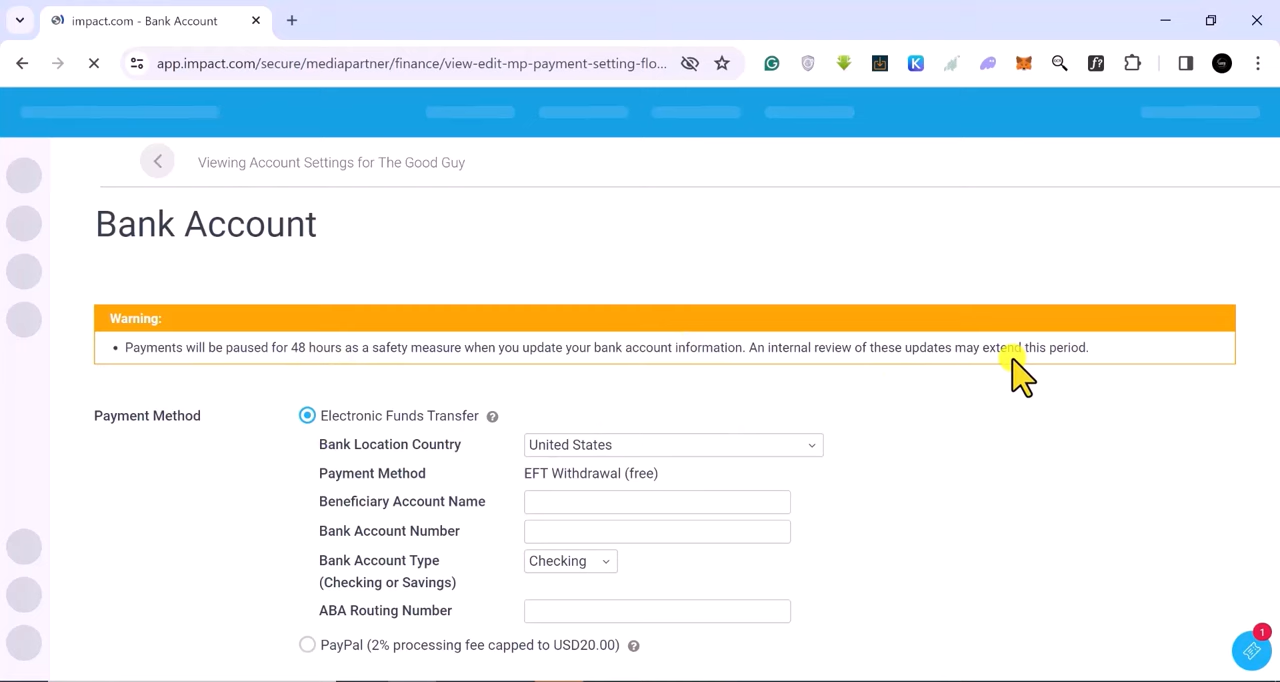 impact.com - Bank Account
app.impact.com/secure/mediapartner/finance/view-edit-mp-payment-setting-flo...
Viewing Account Settings for The Good Guy
Bank Account
Warning:
• Payments will be paused for 48 hours as a safety measure when you update your bank account information. An internal review of these updates may extend this period.
Payment Method
Electronic Funds Transfer ?
Bank Location Country United States
Payment Method EFT Withdrawal (free)
Beneficiary Account Name
Bank Account Number
Bank Account Type Checking
(Checking or Savings)
ABA Routing Number
PayPal (2% processing fee capped to USD20.00) ?
1